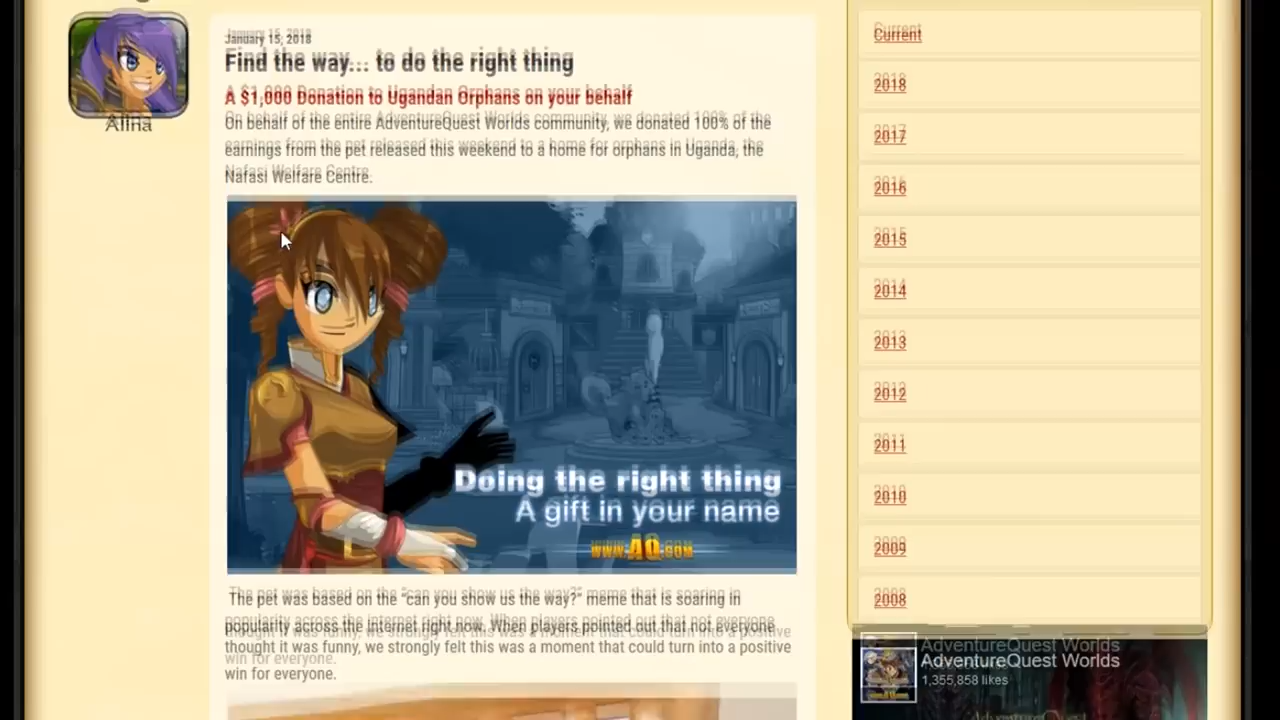 January 15, 2018
Find the way... to do the right thing
A $1,000 Donation to Ugandan Orphans on your behalf
On behalf of the entire AdventureQuest Worlds community, we donated 100% of the
earnings from the pet released this weekend to a home for orphans in Uganda, the
Nafasi Welfare Centre.
Alina
Doing the right thing
A gift in your name
WWW.AQ.COM
The pet was based on the "can you show us the way?" meme that is soaring in
popularity across the internet right now. When players pointed out that not everyone
thought it was funny, we strongly felt this was a moment that could turn into a positive
win for everyone.
Current
2018
2017
2016
2015
2014
2013
2012
2011
2010
2009
2008
AdventureQuest Worlds
1,355,858 likes
AdventureQuest